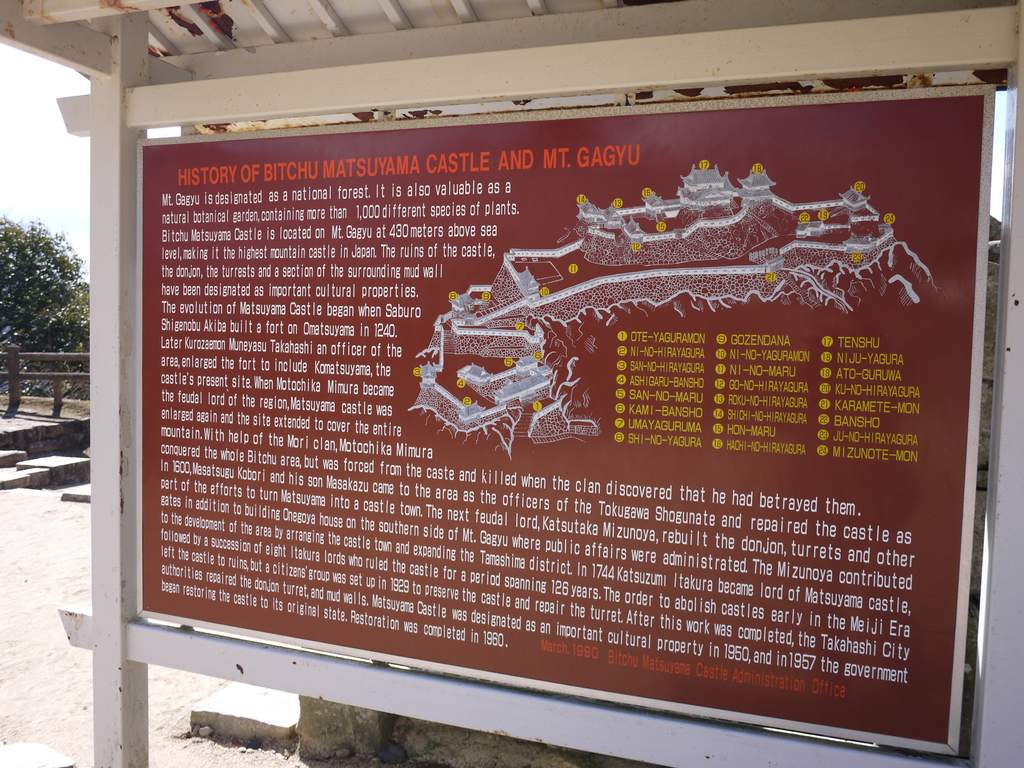 HISTORY OF BITCHU MATSUYAMA CASTLE AND MT. GAGYU
Mt. Gagyu is designated as a national forest. It is also valuable as a
natural botanical garden, containing more than 1,000 different species of plants.
Bitchu Matsuyama Castle is located on Mt. Gagyu at 430 meters above sea
level, making it the highest mountain castle in Japan. The ruins of the castle,
the donjon, the turrests and a section of the surrounding mud wall
have been designated as important cultural properties.
The evolution of Matsuyama Castle began when Saburo
Shigenobu Akiba built a fort on Omatsuyama in 1240.
Later Kurozaemon Muneyasu Takahashi an officer of the
area, enlarged the fort to include Komatsuyama, the
castle's present site. When Motochika Mimura became
the feudal lord of the region, Matsuyama castle was
enlarged again and the site extended to cover the entire
mountain. With help of the Mori clan, Motochika Mimura
conquered the whole Bitchu area, but was forced from the caste and killed when the clan discovered that he had betrayed them.
In 1600, Masatsugu Kobori and his son Masakazu came to the area as the officers of the Tokugawa Shogunate and repaired the castle as
part of the efforts to turn Matsuyama into a castle town. The next feudal lord, Katsutaka Mizunoya, rebuilt the donjon, turrets and other
gates in addition to building Onegoya house on the southern side of Mt. Gagyu where public affairs were administrated. The Mizunoya contributed
to the development of the area by arranging the castle town and expanding the Tamashima district. In 1744 Katsuzumi Itakura became lord of Matsuyama castle,
followed by a succession of eight Itakura lords who ruled the castle for a period spanning 126 years. The order to abolish castles early in the Meiji Era
left the castle to ruins, but a citizens' group was set up in 1929 to preserve the castle and repair the turret. After this work was completed, the Takahashi City
authorities repaired the donjon turret, and mud walls. Matsuyama Castle was designated as an important cultural property in 1950, and in 1957 the government
began restoring the castle to its original state. Restoration was completed in 1960.
March, 1990 Bitchu Matsuyama Castle Administration Office
1 OTE-YAGURAMON
2 NI-NO-HIRAYAGURA
3 SAN-NO-HIRAYAGURA
4 ASHIGARU-BANSHO
5 SAN-NO-MARU
6 KAMI-BANSHO
7 UMAYAGURUMA
8 SHI-NO-YAGURA
9 GOZENDANA
10 NI-NO-YAGURAMON
11 NI-NO-MARU
12 GO-NO-HIRAYAGURA
13 ROKU-NO-HIRAYAGURA
14 SHICHI-NO-HIRAYAGURA
15 HON-MARU
16 HACHI-NO-HIRAYAGURA
17 TENSHU
18 NIJU-YAGURA
19 ATO-GURUWA
20 KU-NO-HIRAYAGURA
21 KARAMETE-MON
22 BANSHO
23 JU-NO-HIRAYAGURA
24 MIZUNOTE-MON